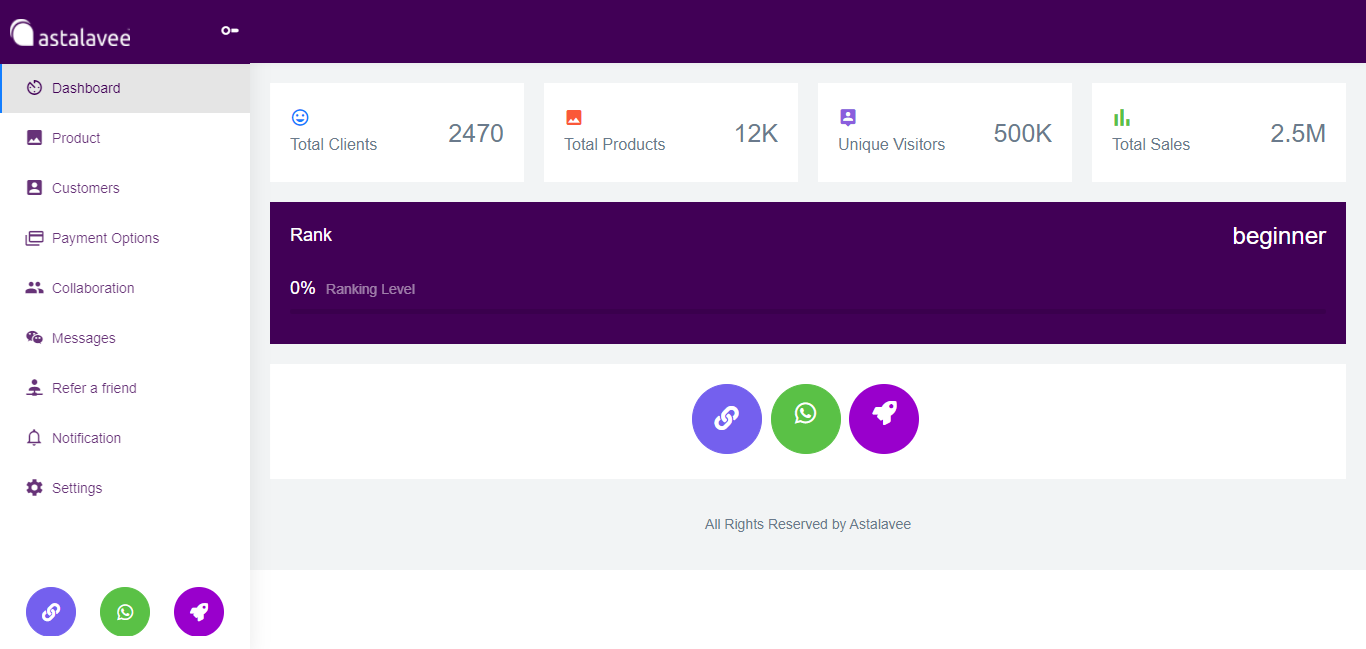 astalavee
Dashboard
Product
Customers
Payment Options
Collaboration
Messages
Refer a friend
Notification
Settings
Total Clients 2470
Total Products 12K
Unique Visitors 500K
Total Sales 2.5M
Rank beginner
0% Ranking Level
All Rights Reserved by Astalavee